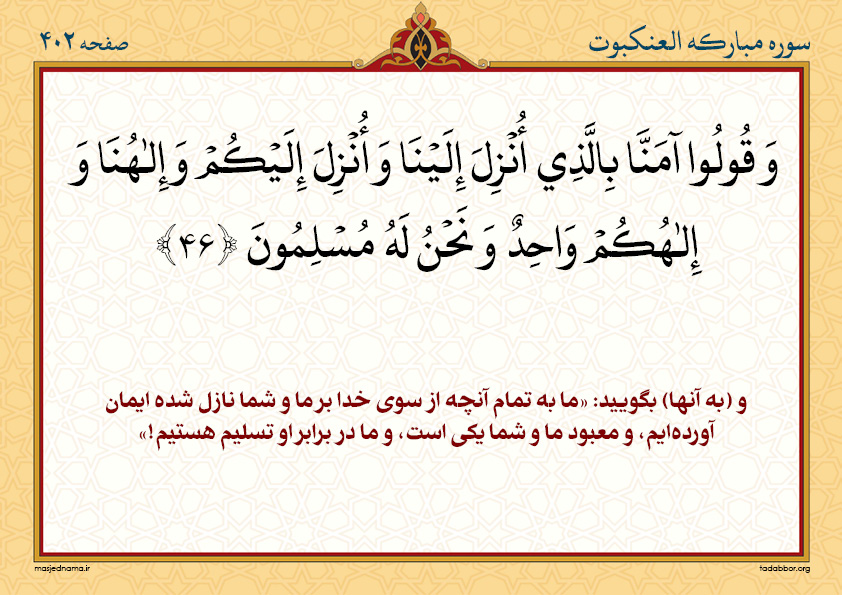 سوره مبارکه العنکبوت
صفحه ۴۰۲
وَ قُولُوا آمَنَّا بِالَّذِي أُنْزِلَ إِلَيْنَا وَ أُنْزِلَ إِلَيْكُمْ وَ إِلٰهُنَا وَ
إِلٰهُكُمْ وَاحِدٌ وَ نَحْنُ لَهُ مُسْلِمُونَ ﴿۴۶﴾
و (به آنها) بگویید: «ما به تمام آنچه از سوی خدا بر ما و شما نازل شده ایمان
آورده‌ایم، و معبود ما و شما یکی است، و ما در برابر او تسلیم هستیم!»
masjednama.ir
tadabbor.org